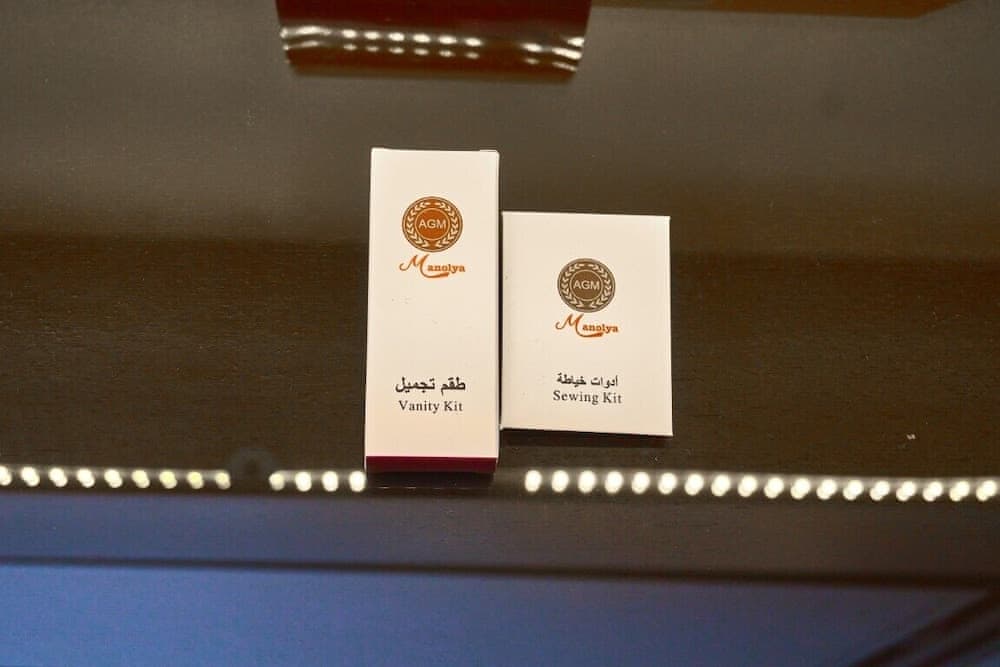 AGM
Manolya
طقم تجميل
Vanity Kit
AGM
Manolya
أدوات خياطة
Sewing Kit